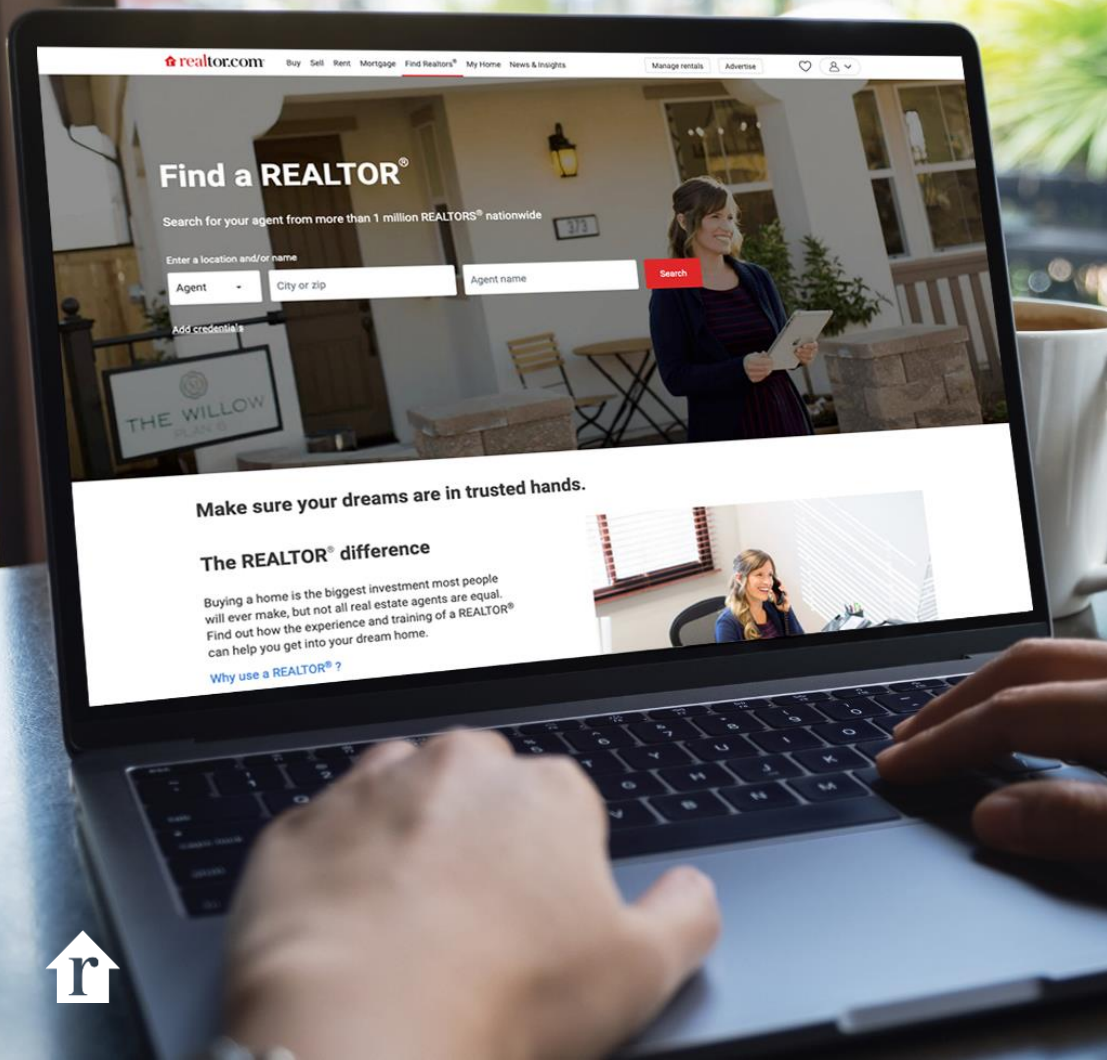 realtor.com
Buy Sell Rent Mortgage Find Realtors® My Home News & Insights Manage rentals Advertise
Find a REALTOR®
Search for your agent from more than 1 million REALTORS® nationwide
373
Enter a location and/or name
Agent City or zip Agent name Search
Add credentials
THE WILLOW
PLAN 6
Make sure your dreams are in trusted hands.
The REALTOR® difference
Buying a home is the biggest investment most people
will ever make, but not all real estate agents are equal.
Find out how the experience and training of a REALTOR®
can help you get into your dream home.
Why use a REALTOR® ?
r